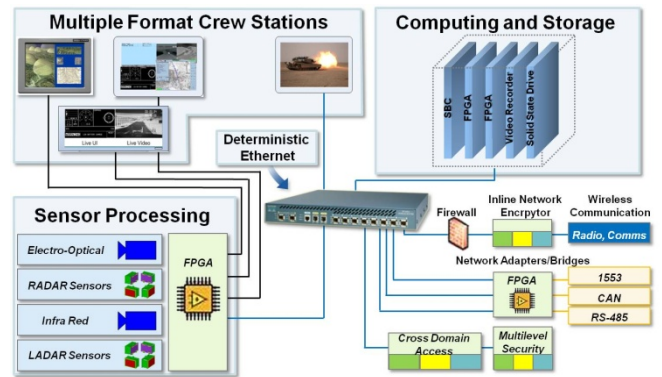 Multiple Format Crew Stations
Live UI
Live Video
Computing and Storage
SBC
FPGA
FPGA
Video Recorder
Solid State Drive
Deterministic
Ethernet
Sensor Processing
Electro-Optical
RADAR Sensors
Infra Red
LADAR Sensors
FPGA
Firewall
Inline Network
Encryptor
Wireless
Communication
Radio, Comms
Network Adapters/Bridges
FPGA
1553
CAN
RS-485
Cross Domain
Access
Multilevel
Security